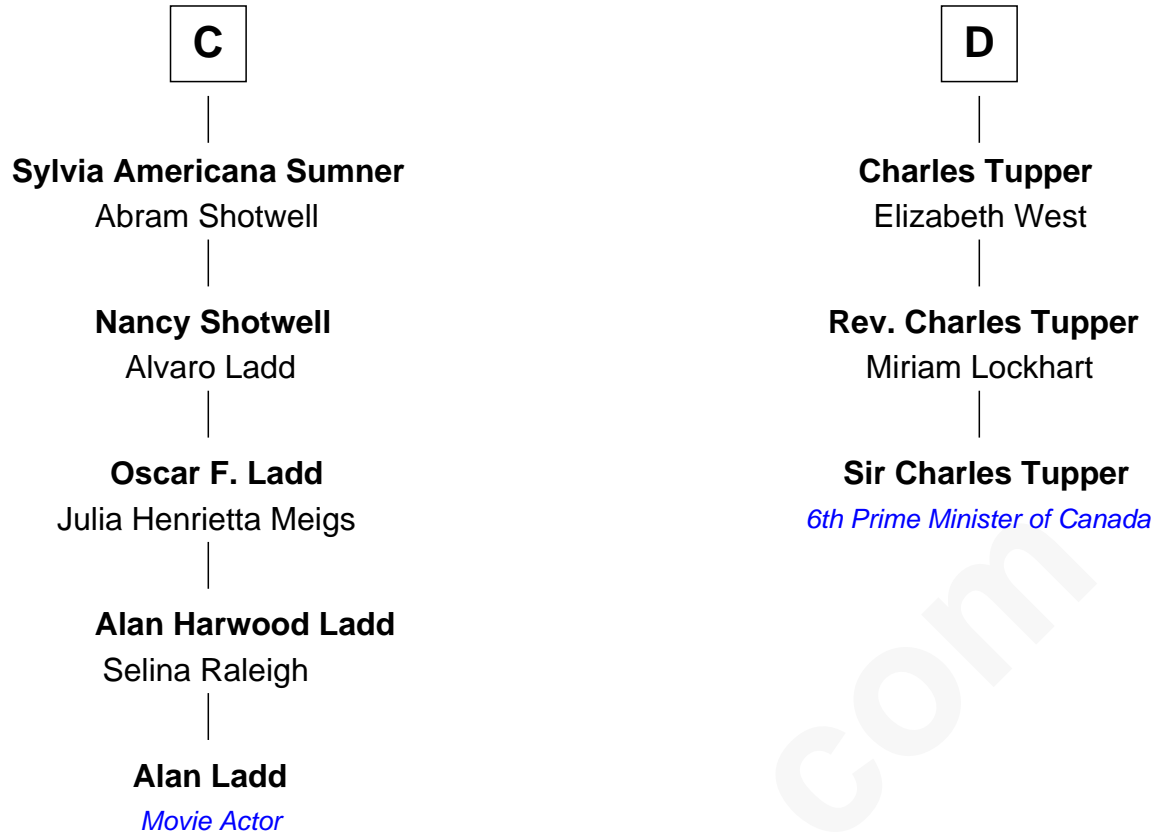 C
Sylvia Americana Sumner
Abram Shotwell
Nancy Shotwell
Alvaro Ladd
Oscar F. Ladd
Julia Henrietta Meigs
Alan Harwood Ladd
Selina Raleigh
Alan Ladd
Movie Actor
D
Charles Tupper
Elizabeth West
Rev. Charles Tupper
Miriam Lockhart
Sir Charles Tupper
6th Prime Minister of Canada
com